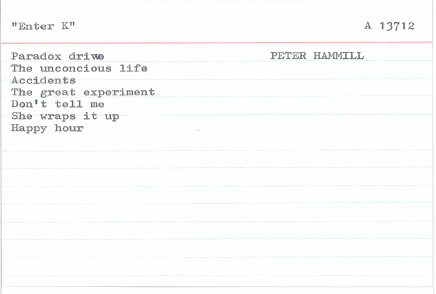 "Enter K" A 13712
Paradox drive PETER HAMMILL
The unconcious life
Accidents
The great experiment
Don't tell me
She wraps it up
Happy hour